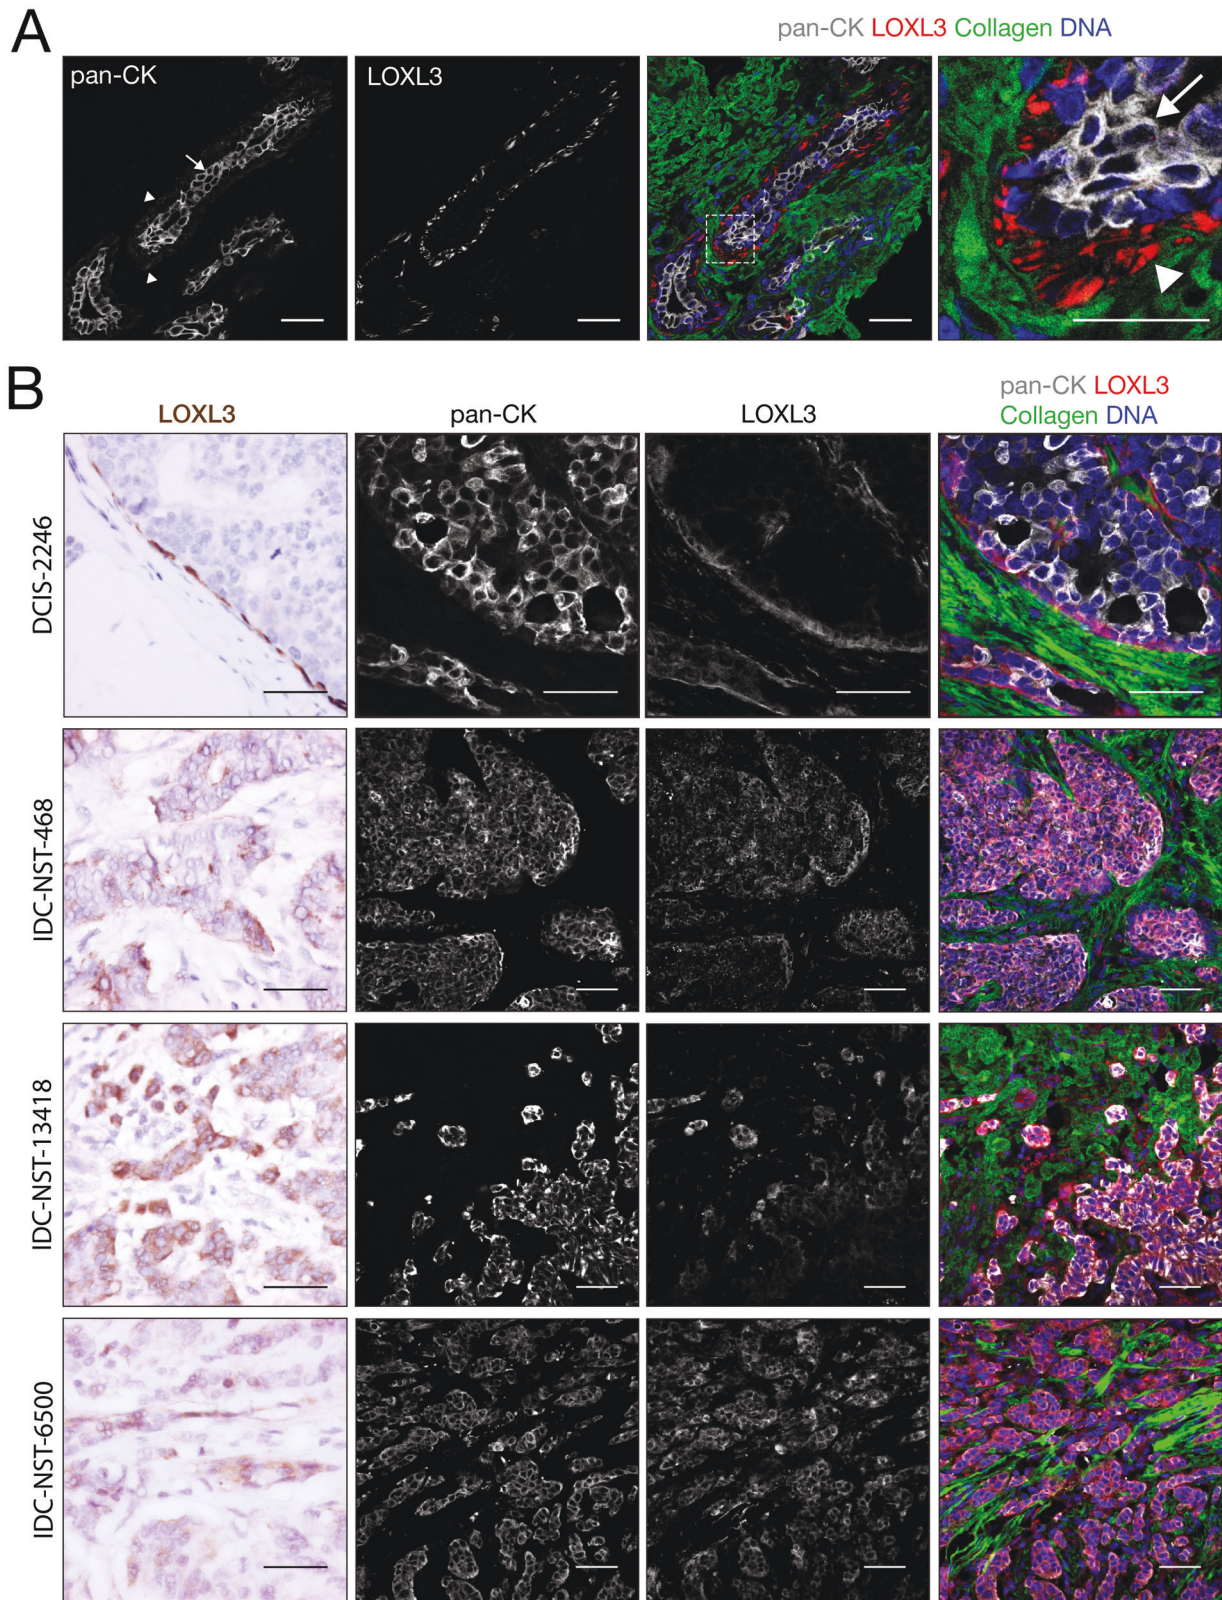 A
pan-CK LOXL3 Collagen DNA
pan-CK
LOXL3
B
LOXL3
pan-CK
LOXL3
pan-CK LOXL3
Collagen DNA
DCIS-2246
IDC-NST-468
IDC-NST-13418
IDC-NST-6500